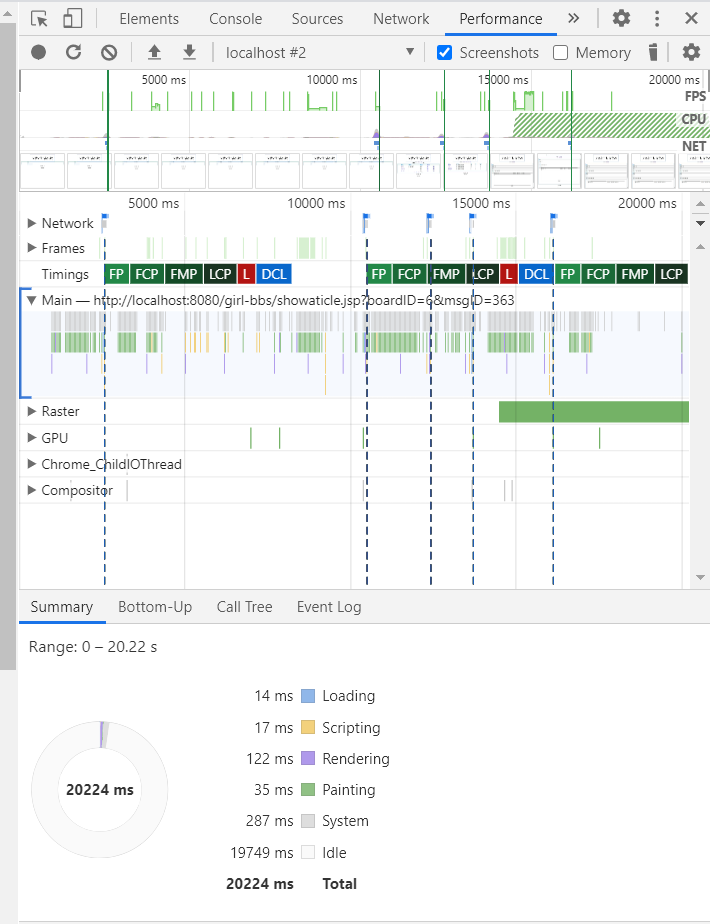 Elements Console Sources Network Performance »
localhost #2 Screenshots Memory
5000 ms 10000 ms 15000 ms 20000 ms
FPS
CPU
NET
5000 ms 10000 ms 15000 ms 20000 ms
Network
Frames
Timings FP FCP FMP LCP L DCL FP FCP FMP LCP L DCL FP FCP FMP LCP
Main — http://localhost:8080/girl-bbs/showaticle.jsp?boardID=6&msgID=363
Raster
GPU
Chrome_ChildIOThread
Compositor
Summary Bottom-Up Call Tree Event Log
Range: 0 – 20.22 s
14 ms Loading
17 ms Scripting
122 ms Rendering
20224 ms
35 ms Painting
287 ms System
19749 ms Idle
20224 ms Total